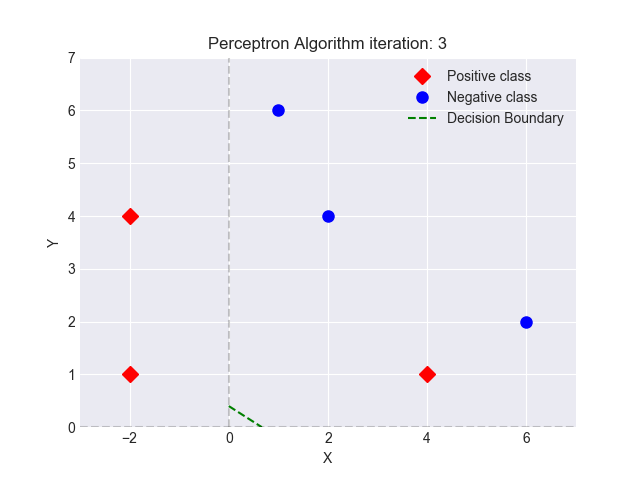 Perceptron Algorithm iteration: 3
Positive class
Negative class
Decision Boundary
7
6
5
4
3
2
1
0
Y
−2 0 2 4 6
X